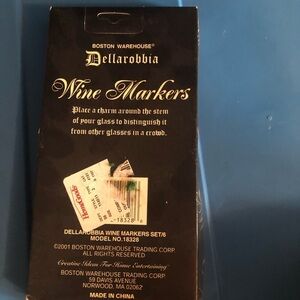 BOSTON WAREHOUSE®
Dellarobbia
Wine Markers
Place a charm around the stem
of your glass to distinguish it
from other glasses in a crowd.
HomeGoods
-18328
DELLAROBBIA WINE MARKERS SET/6
MODEL NO.18328
©2001 BOSTON WAREHOUSE TRADING CORP.
ALL RIGHTS RESERVED
Creative Ideas For Home Entertaining
BOSTON WAREHOUSE TRADING CORP.
59 DAVIS AVENUE
NORWOOD, MA 02062
MADE IN CHINA